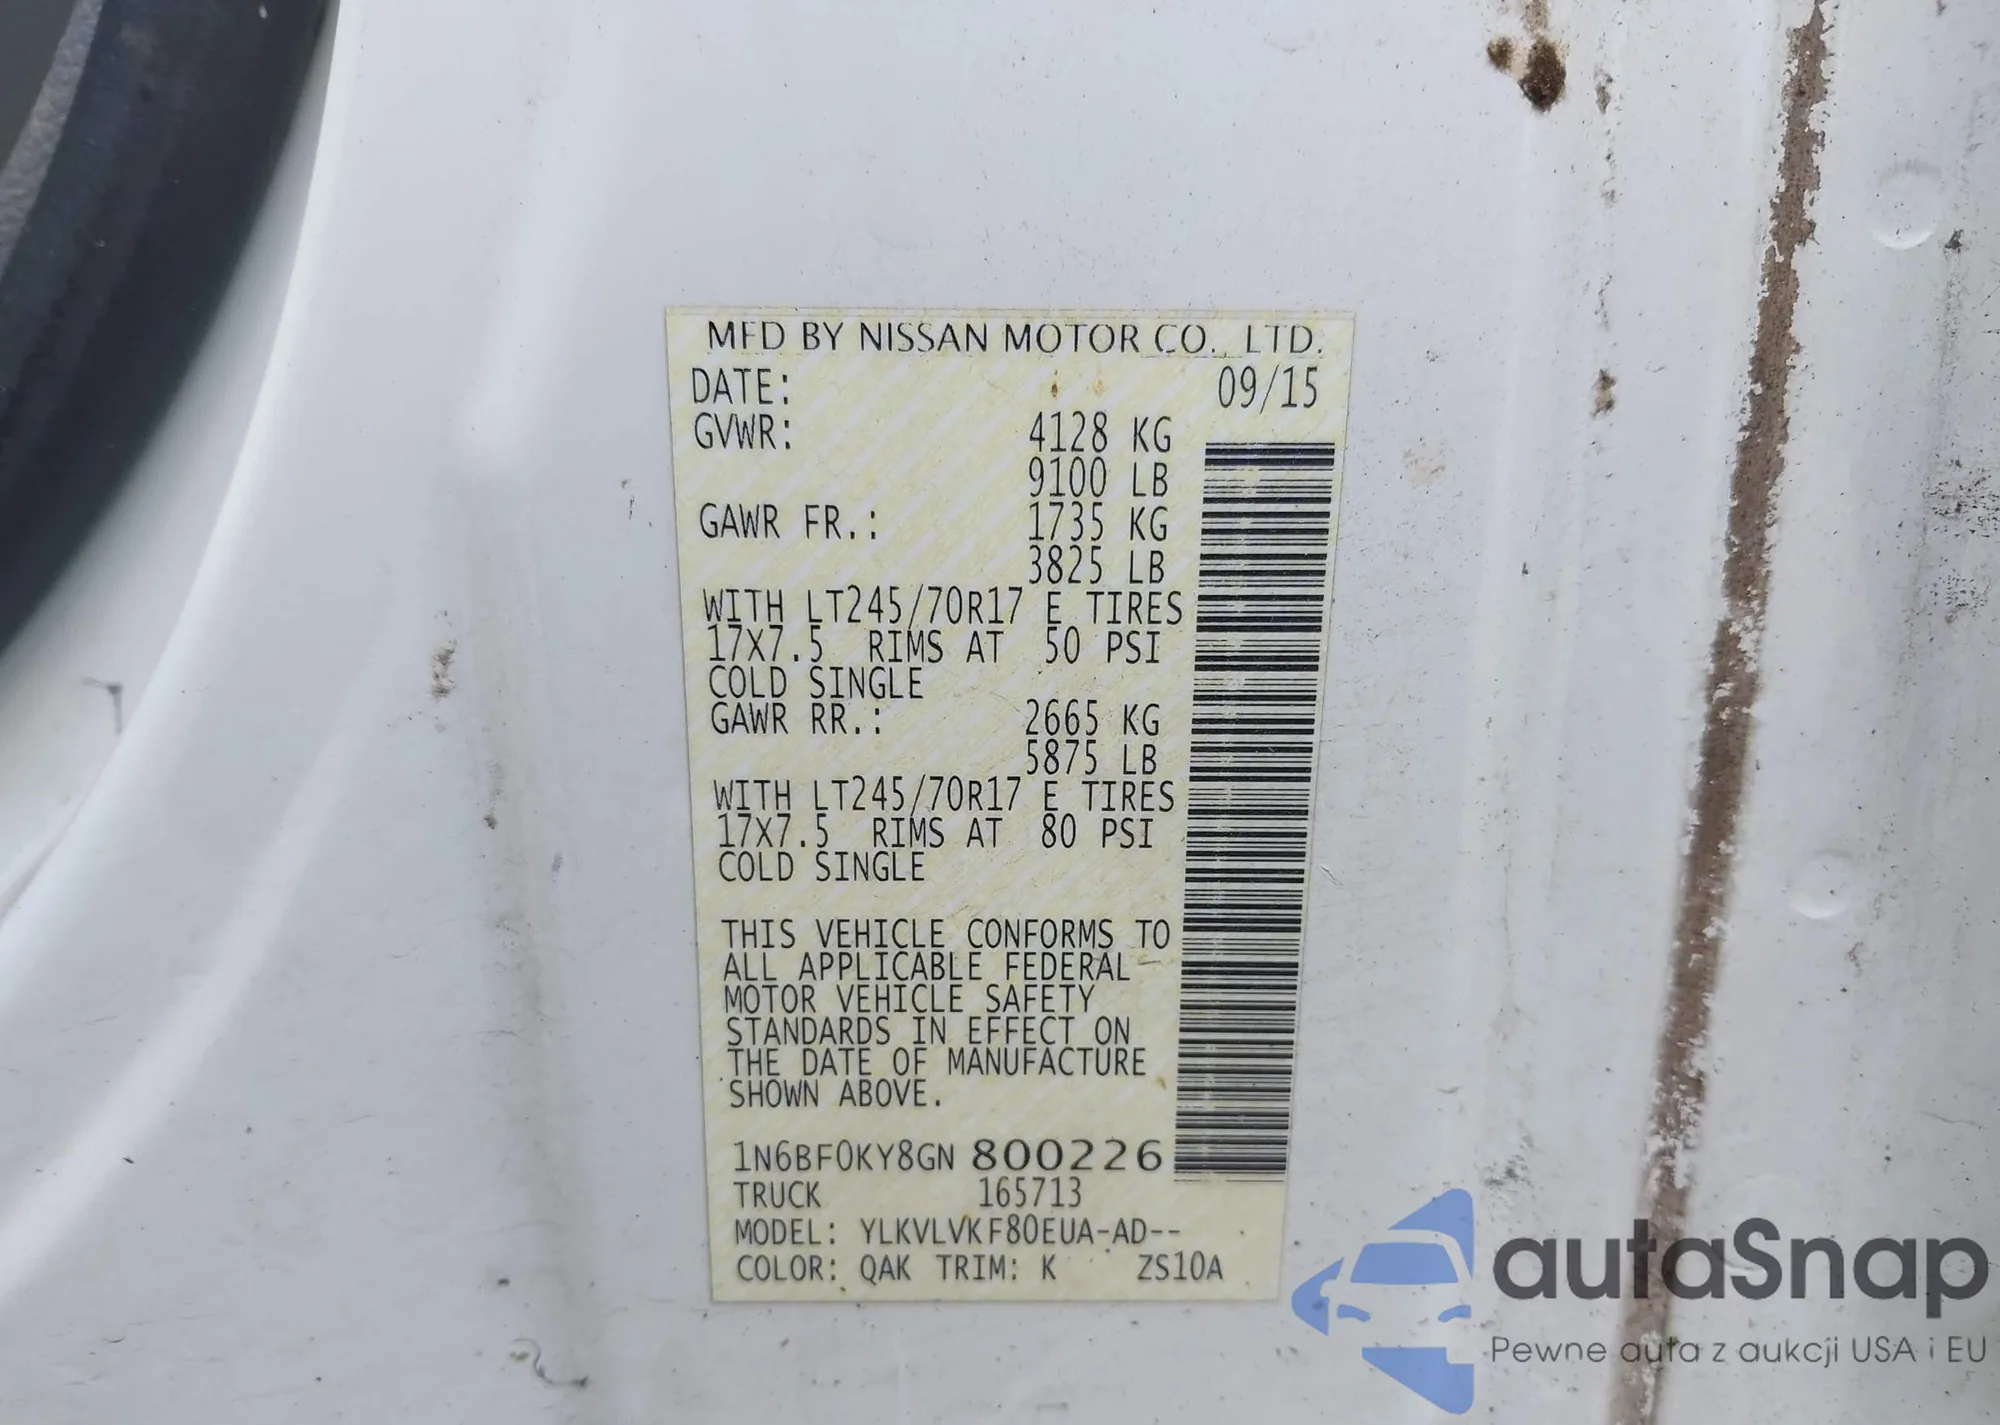 MFD BY NISSAN MOTOR CO., LTD.
DATE: 09/15
GVWR: 4128 KG
9100 LB
GAWR FR.: 1735 KG
3825 LB
WITH LT245/70R17 E TIRES
17X7.5 RIMS AT 50 PSI
COLD SINGLE
GAWR RR.: 2665 KG
5875 LB
WITH LT245/70R17 E TIRES
17X7.5 RIMS AT 80 PSI
COLD SINGLE
THIS VEHICLE CONFORMS TO
ALL APPLICABLE FEDERAL
MOTOR VEHICLE SAFETY
STANDARDS IN EFFECT ON
THE DATE OF MANUFACTURE
SHOWN ABOVE.
1N6BF0KY8GN 800226
TRUCK 165713
MODEL: YLKVLVKF80EUA-AD--
COLOR: QAK TRIM: K ZS10A
autaSnap
Pewne auta z aukcji USA i EU